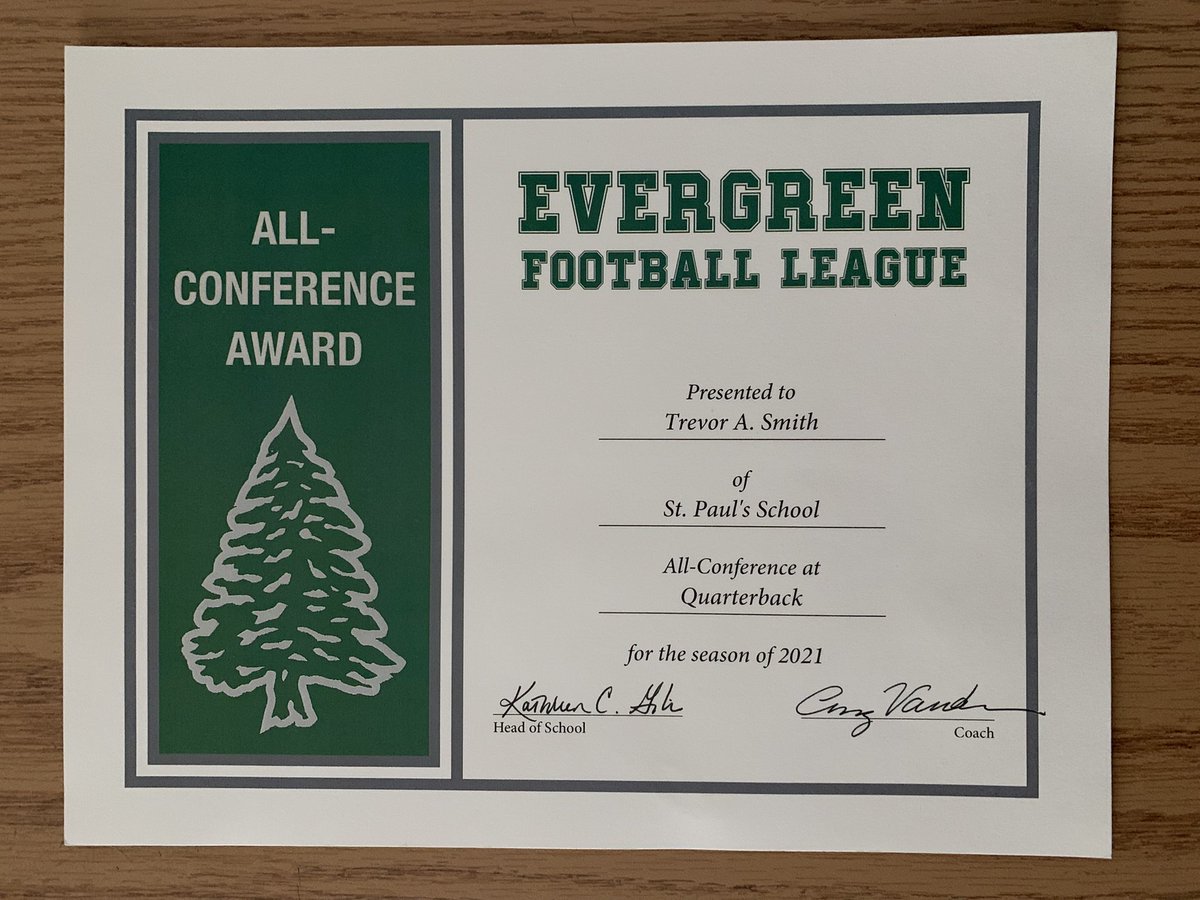 ALL-
CONFERENCE
AWARD
EVERGREEN
FOOTBALL LEAGUE
Presented to
Trevor A. Smith
of
St. Paul's School
All-Conference at
Quarterback
for the season of 2021
Kathleen C.
Head of School
Coach